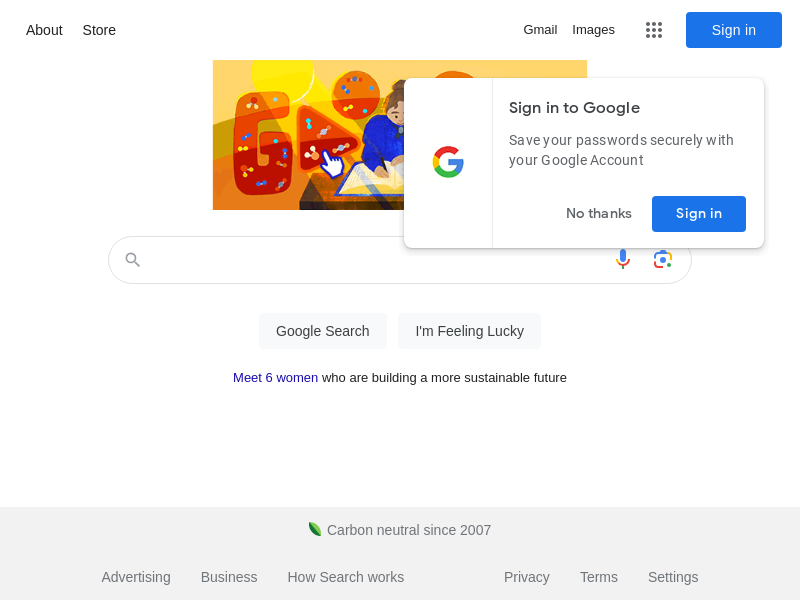 About Store Gmail Images Sign in
Sign in to Google
Save your passwords securely with
your Google Account
No thanks Sign in
Google Search I'm Feeling Lucky
Meet 6 women who are building a more sustainable future
Carbon neutral since 2007
Advertising Business How Search works Privacy Terms Settings